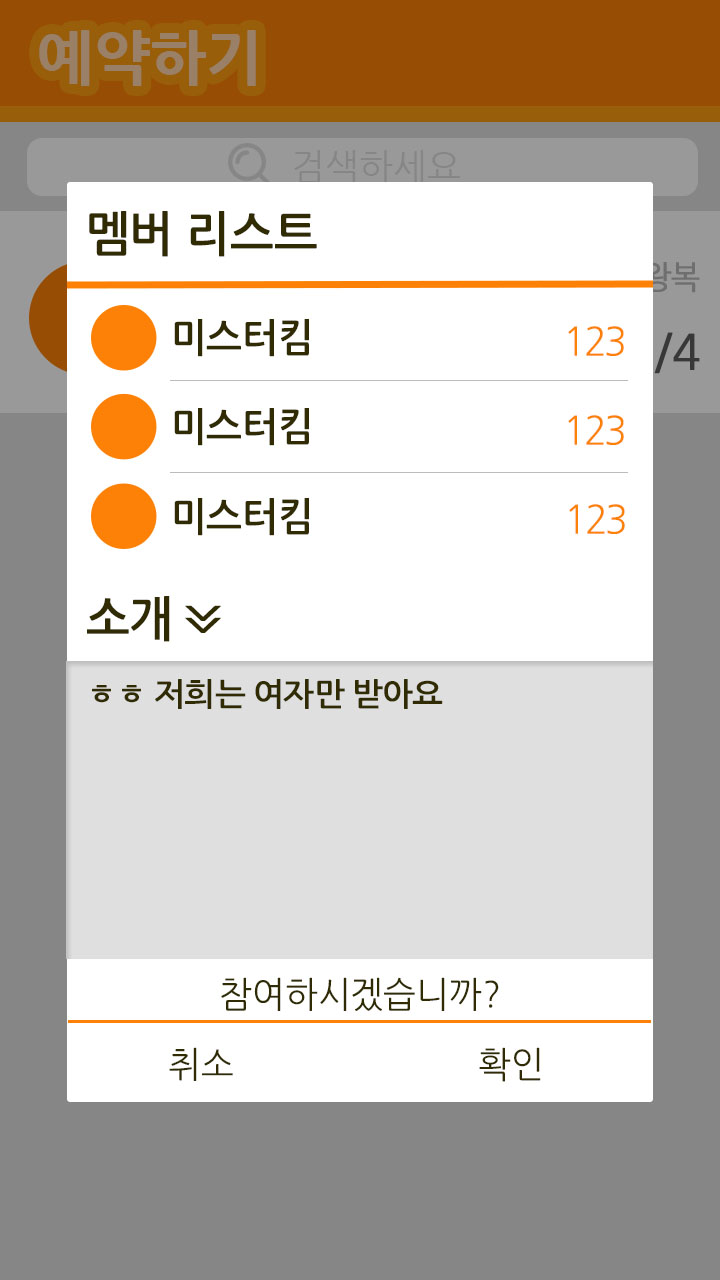 예약하기
검색하세요
왕복
/4
멤버 리스트
미스터킴 123
미스터킴 123
미스터킴 123
소개
ㅎㅎ 저희는 여자만 받아요
참여하시겠습니까?
취소 확인